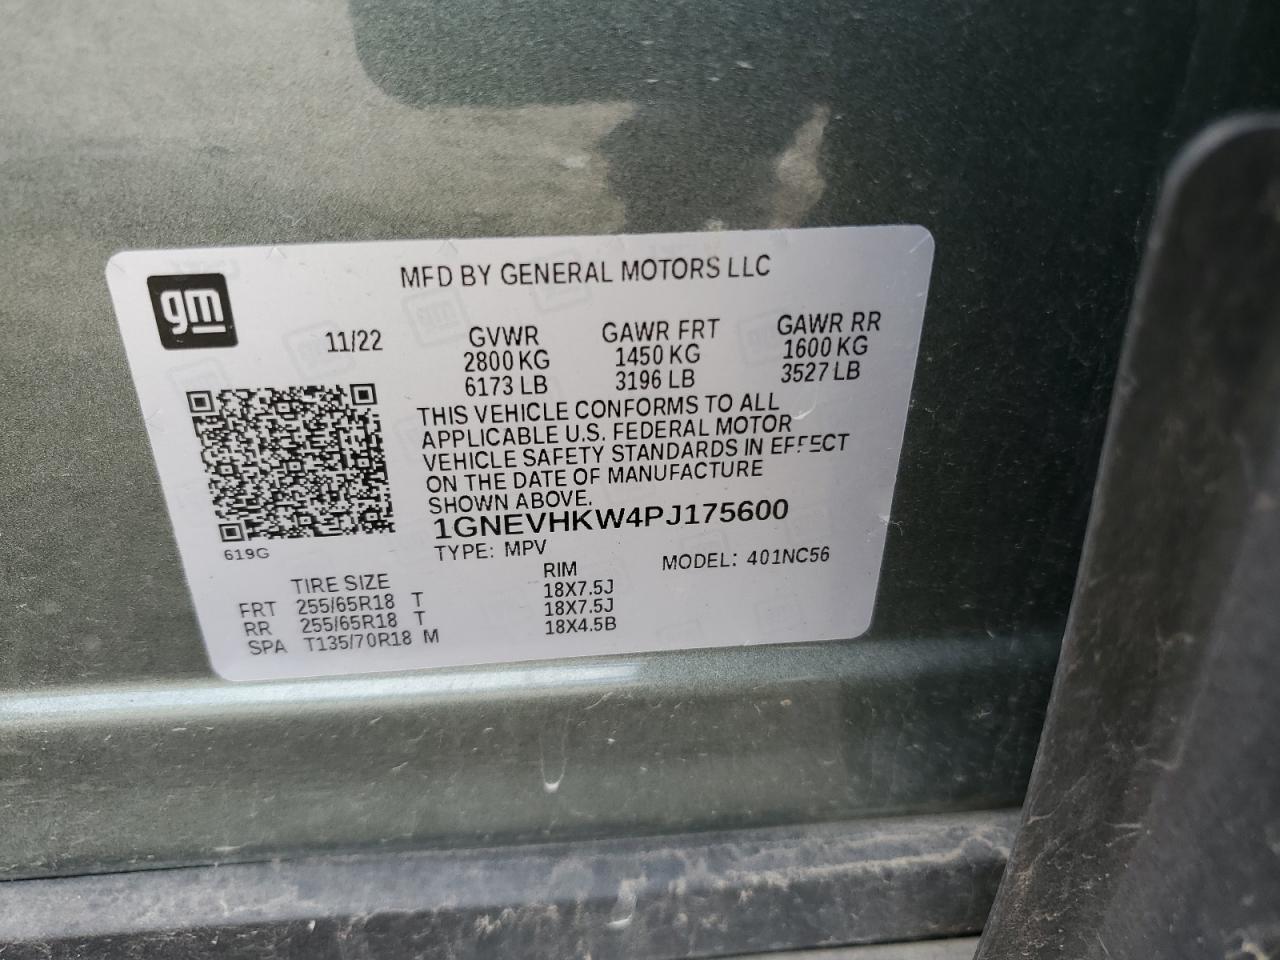 gm
MFD BY GENERAL MOTORS LLC
11/22 GVWR GAWR FRT GAWR RR
2800 KG 1450 KG 1600 KG
6173 LB 3196 LB 3527 LB
THIS VEHICLE CONFORMS TO ALL
APPLICABLE U.S. FEDERAL MOTOR
VEHICLE SAFETY STANDARDS IN EFFECT
ON THE DATE OF MANUFACTURE
SHOWN ABOVE.
1GNEVHKW4PJ175600
619G
TYPE: MPV MODEL: 401NC56
TIRE SIZE RIM
FRT 255/65R18 T 18X7.5J
RR 255/65R18 T 18X7.5J
SPA T135/70R18 M 18X4.5B